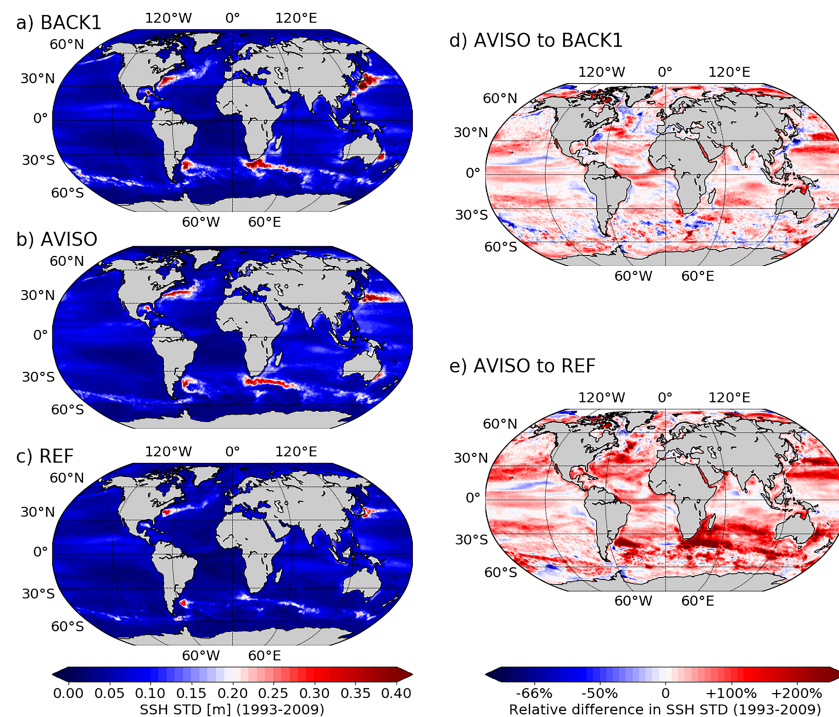 a) BACK1
120°W 0° 120°E
60°N
30°N
0°
30°S
60°S
60°W 60°E
b) AVISO
60°N
30°N
0°
30°S
60°S
c) REF
120°W 0° 120°E
60°N
30°N
0°
30°S
60°S
60°W 60°E
0.00 0.05 0.10 0.15 0.20 0.25 0.30 0.35 0.40
SSH STD [m] (1993-2009)
d) AVISO to BACK1
120°W 0° 120°E
60°N
30°N
0°
30°S
60°S
60°W 60°E
e) AVISO to REF
120°W 0° 120°E
60°N
30°N
0°
30°S
60°S
60°W 60°E
-66% -50% 0 +100% +200%
Relative difference in SSH STD (1993-2009)